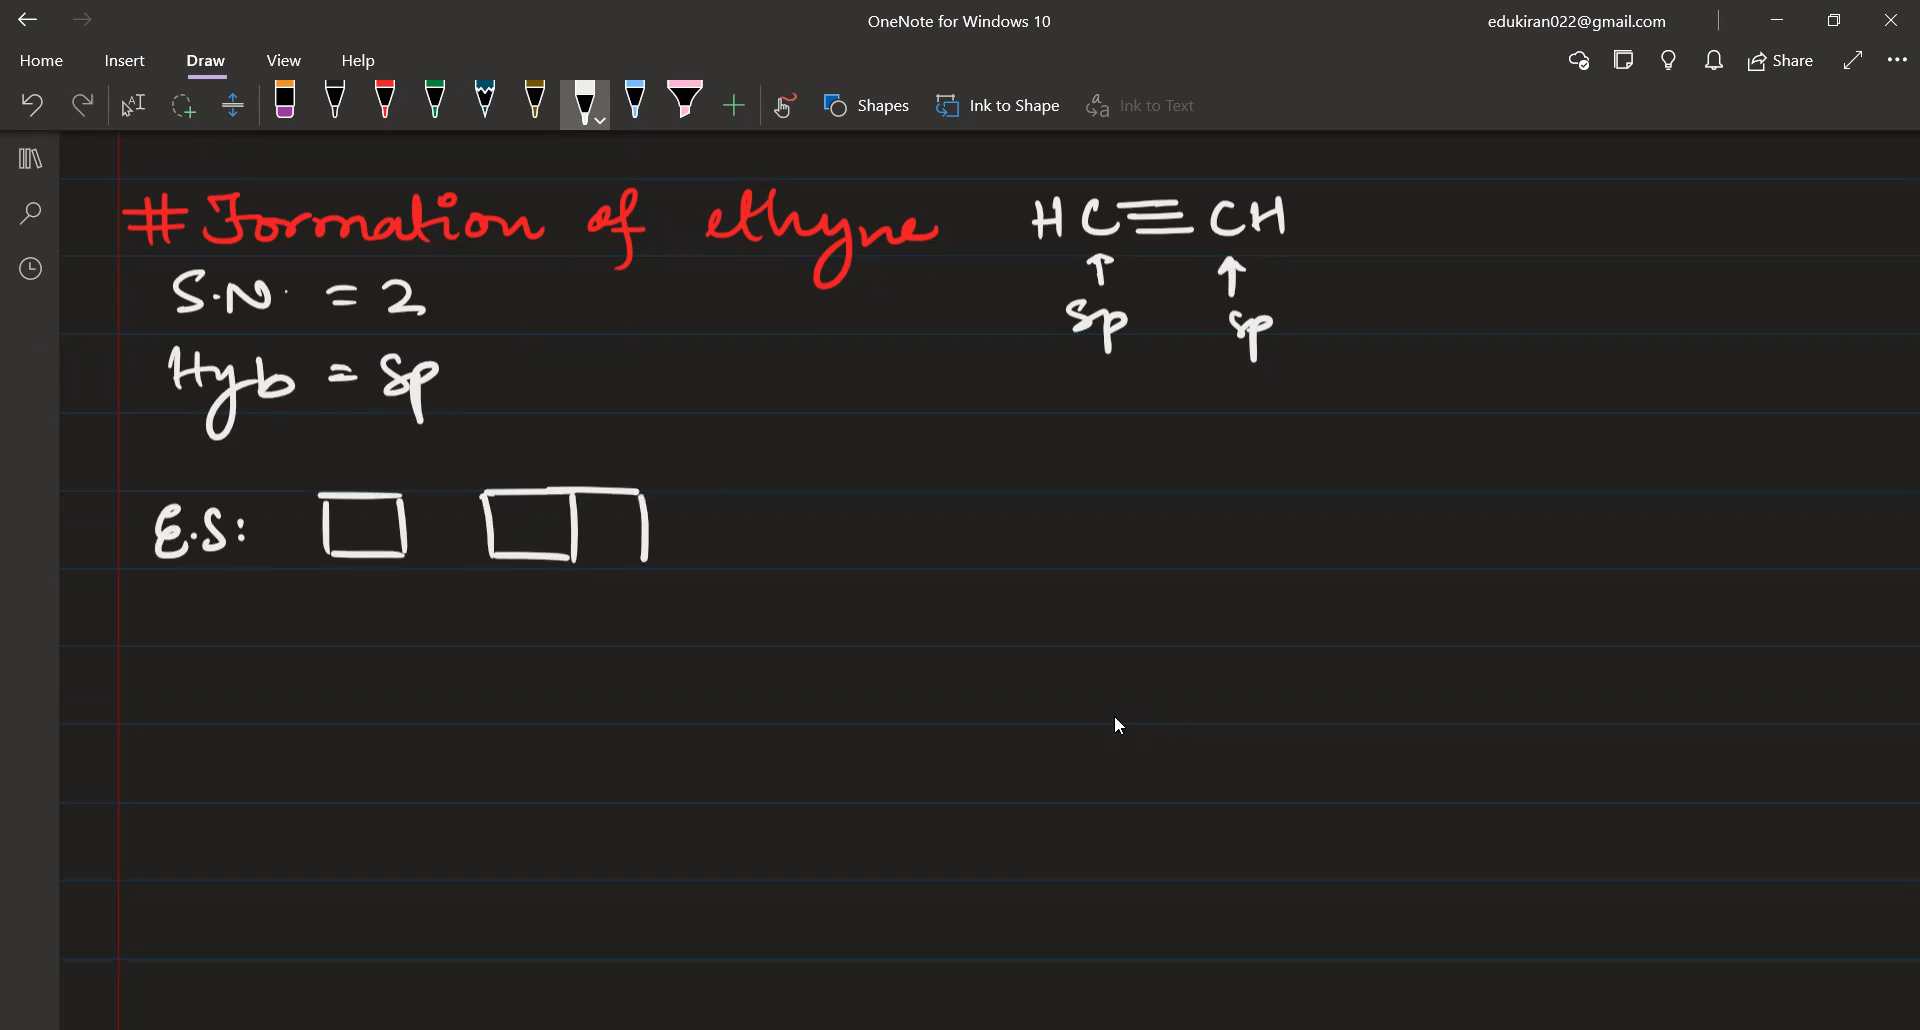 OneNote for Windows 10
edukiran022@gmail.com
Home Insert Draw View Help
Share
Shapes
Ink to Shape
Ink to Text
# Formation of ethyne
HC≡CH
↑ ↑
sp sp
S.N. = 2
Hyb = sp
E.S: